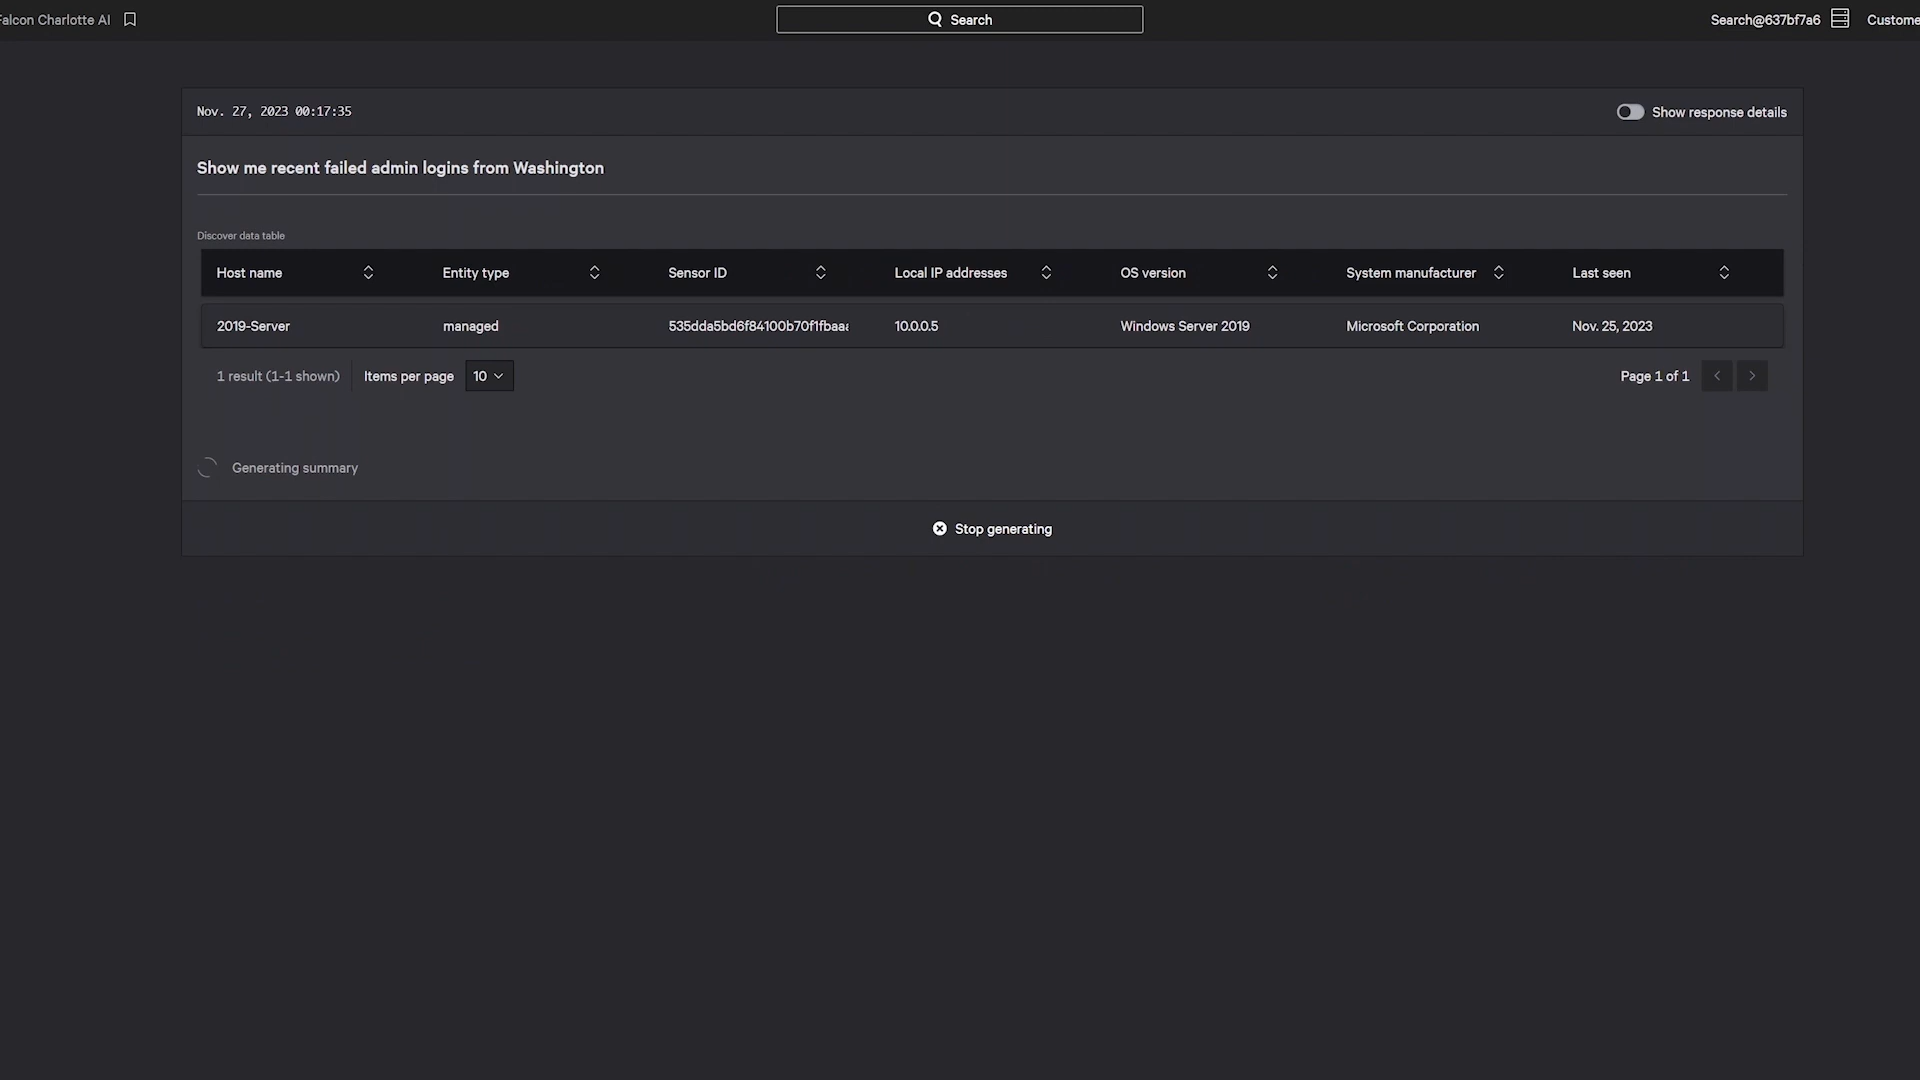 Falcon Charlotte AI
Search
Search@637bf7a6
Nov. 27, 2023 00:17:35
Show response details
Show me recent failed admin logins from Washington
Discover data table
Host name Entity type Sensor ID Local IP addresses OS version System manufacturer Last seen
2019-Server managed 535dda5bd6f84100b70f1fbaa 10.0.0.5 Windows Server 2019 Microsoft Corporation Nov. 25, 2023
1 result (1-1 shown) Items per page 10 Page 1 of 1
Generating summary
Stop generating